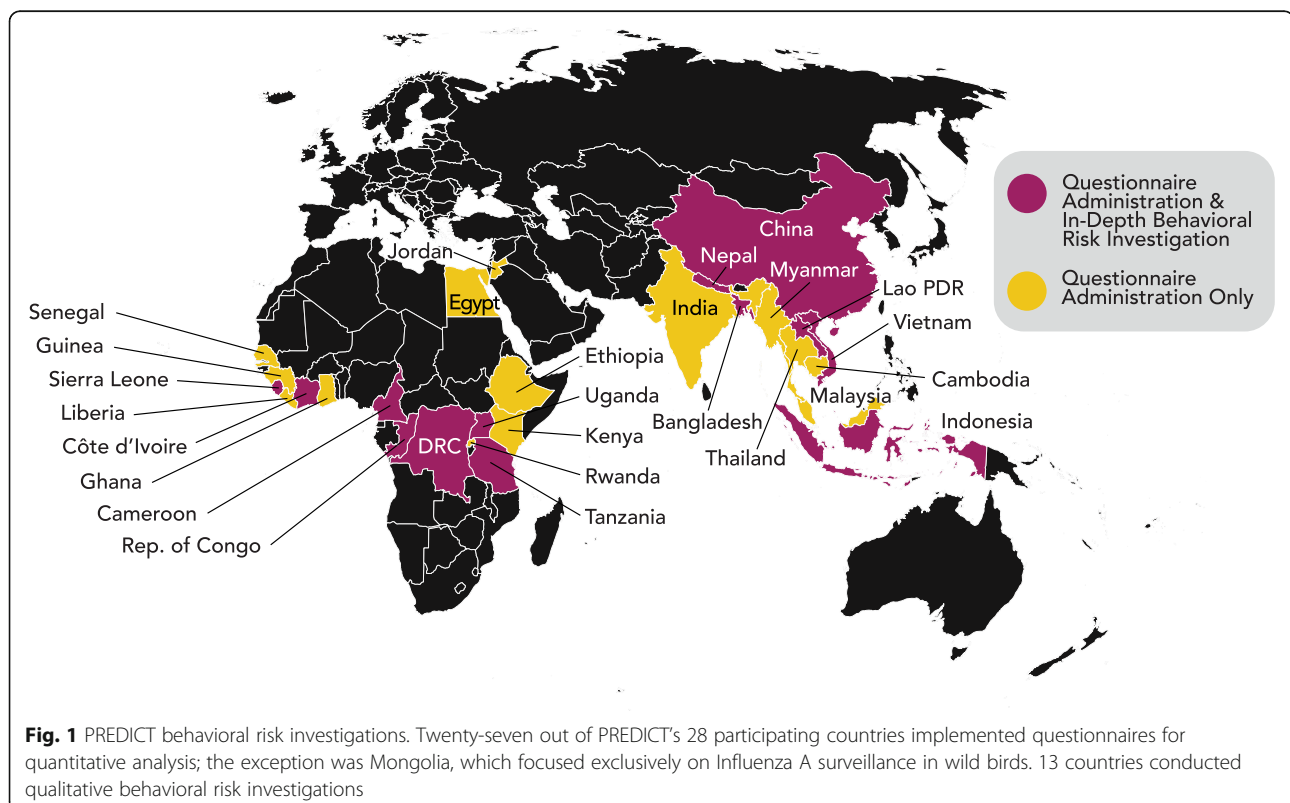 Jordan
Egypt
China
Nepal
Myanmar
India
Lao PDR
Vietnam
Cambodia
Malaysia
Indonesia
Bangladesh
Thailand
Senegal
Guinea
Sierra Leone
Liberia
Côte d’Ivoire
Ghana
Cameroon
Rep. of Congo
DRC
Ethiopia
Uganda
Kenya
Rwanda
Tanzania
Questionnaire
Administration &
In-Depth Behavioral
Risk Investigation
Questionnaire
Administration Only
Fig. 1 PREDICT behavioral risk investigations. Twenty-seven out of PREDICT’s 28 participating countries implemented questionnaires for
quantitative analysis; the exception was Mongolia, which focused exclusively on Influenza A surveillance in wild birds. 13 countries conducted
qualitative behavioral risk investigations